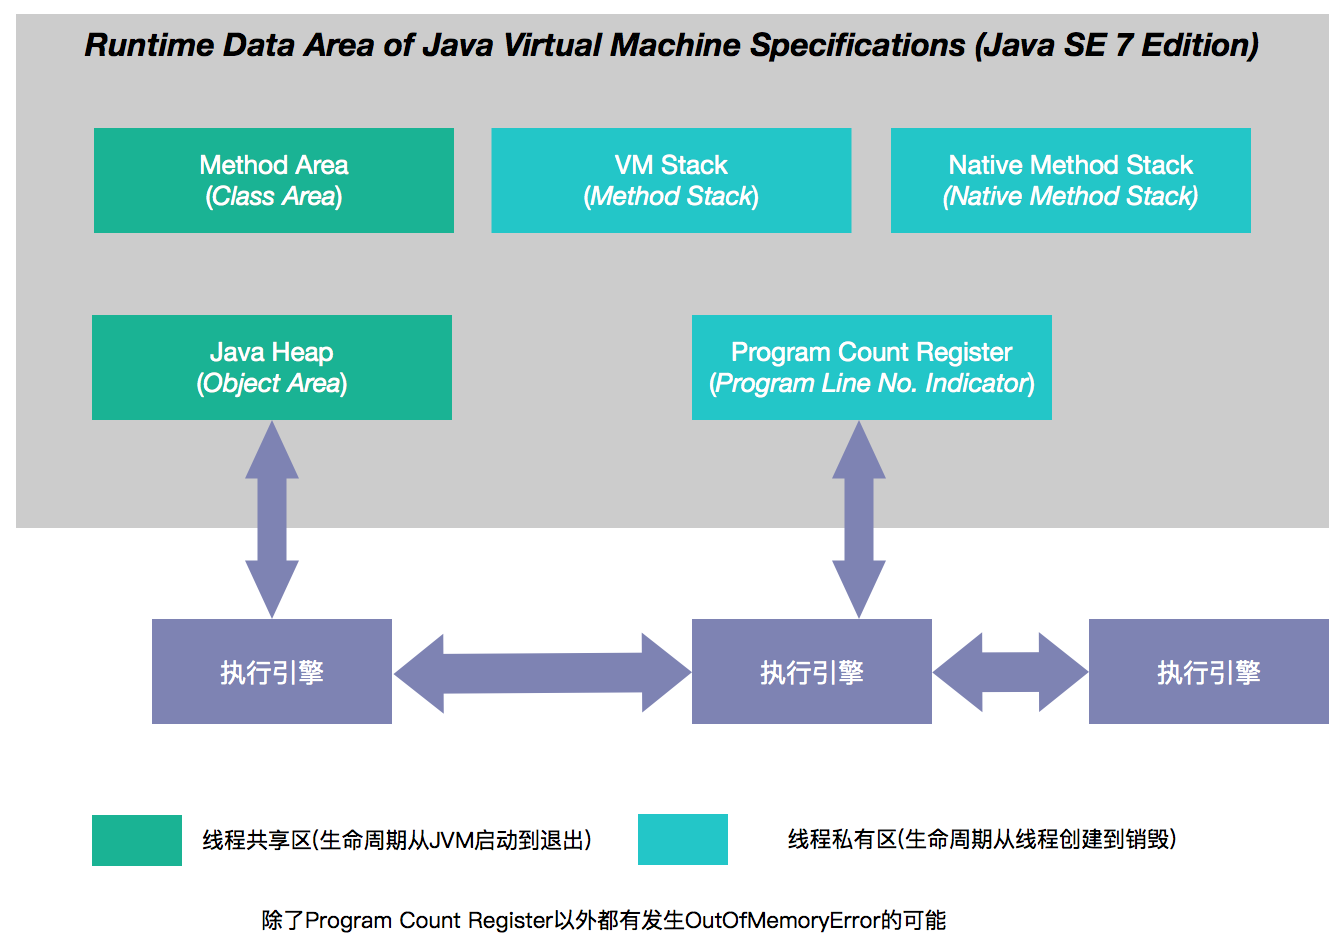 Runtime Data Area of Java Virtual Machine Specifications (Java SE 7 Edition)
Method Area
(Class Area)
VM Stack
(Method Stack)
Native Method Stack
(Native Method Stack)
Java Heap
(Object Area)
Program Count Register
(Program Line No. Indicator)
执行引擎
执行引擎
执行引擎
线程共享区(生命周期从JVM启动到退出)
线程私有区(生命周期从线程创建到销毁)
除了Program Count Register以外都有发生OutOfMemoryError的可能